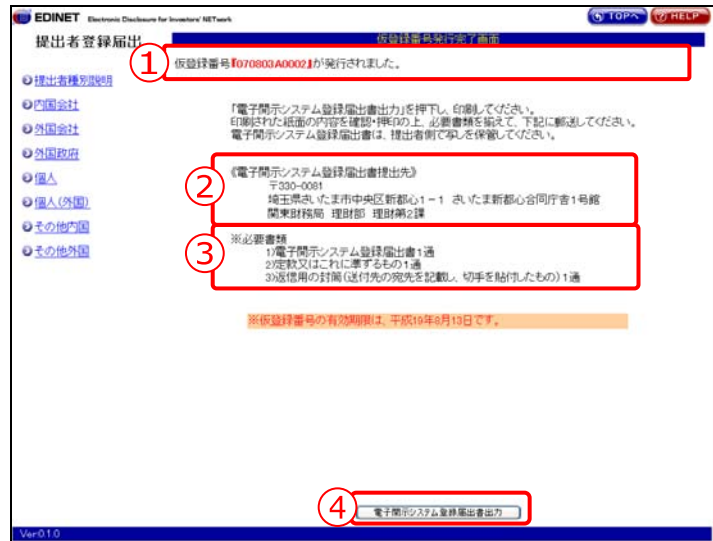 EDINET Electronic Disclosure for Investors' NETwork
TOPへ
HELP
提出者登録届出
仮登録番号発行完了画面
①
仮登録番号『070803A0002』が発行されました。
提出者種別説明
内国会社
外国会社
外国政府
個人
個人(外国)
その他内国
その他外国
「電子開示システム登録届出書出力」を押下し、印刷してください。
印刷された紙面の内容を確認・押印の上、必要書類を揃えて、下記に郵送してください。
電子開示システム登録届出書は、提出者側で写しを保管してください。
②
《電子開示システム登録届出書提出先》
〒330-0081
埼玉県さいたま市中央区新都心1-1 さいたま新都心合同庁舎1号館
関東財務局 理財部 理財第2課
③
※必要書類
1)電子開示システム登録届出書1通
2)定款又はこれに準ずるもの1通
3)返信用の封筒(送付先の宛先を記載し、切手を貼付したもの)1通
※仮登録番号の有効期限は、平成19年8月13日です。
④
電子開示システム登録届出書出力
Ver0.1.0